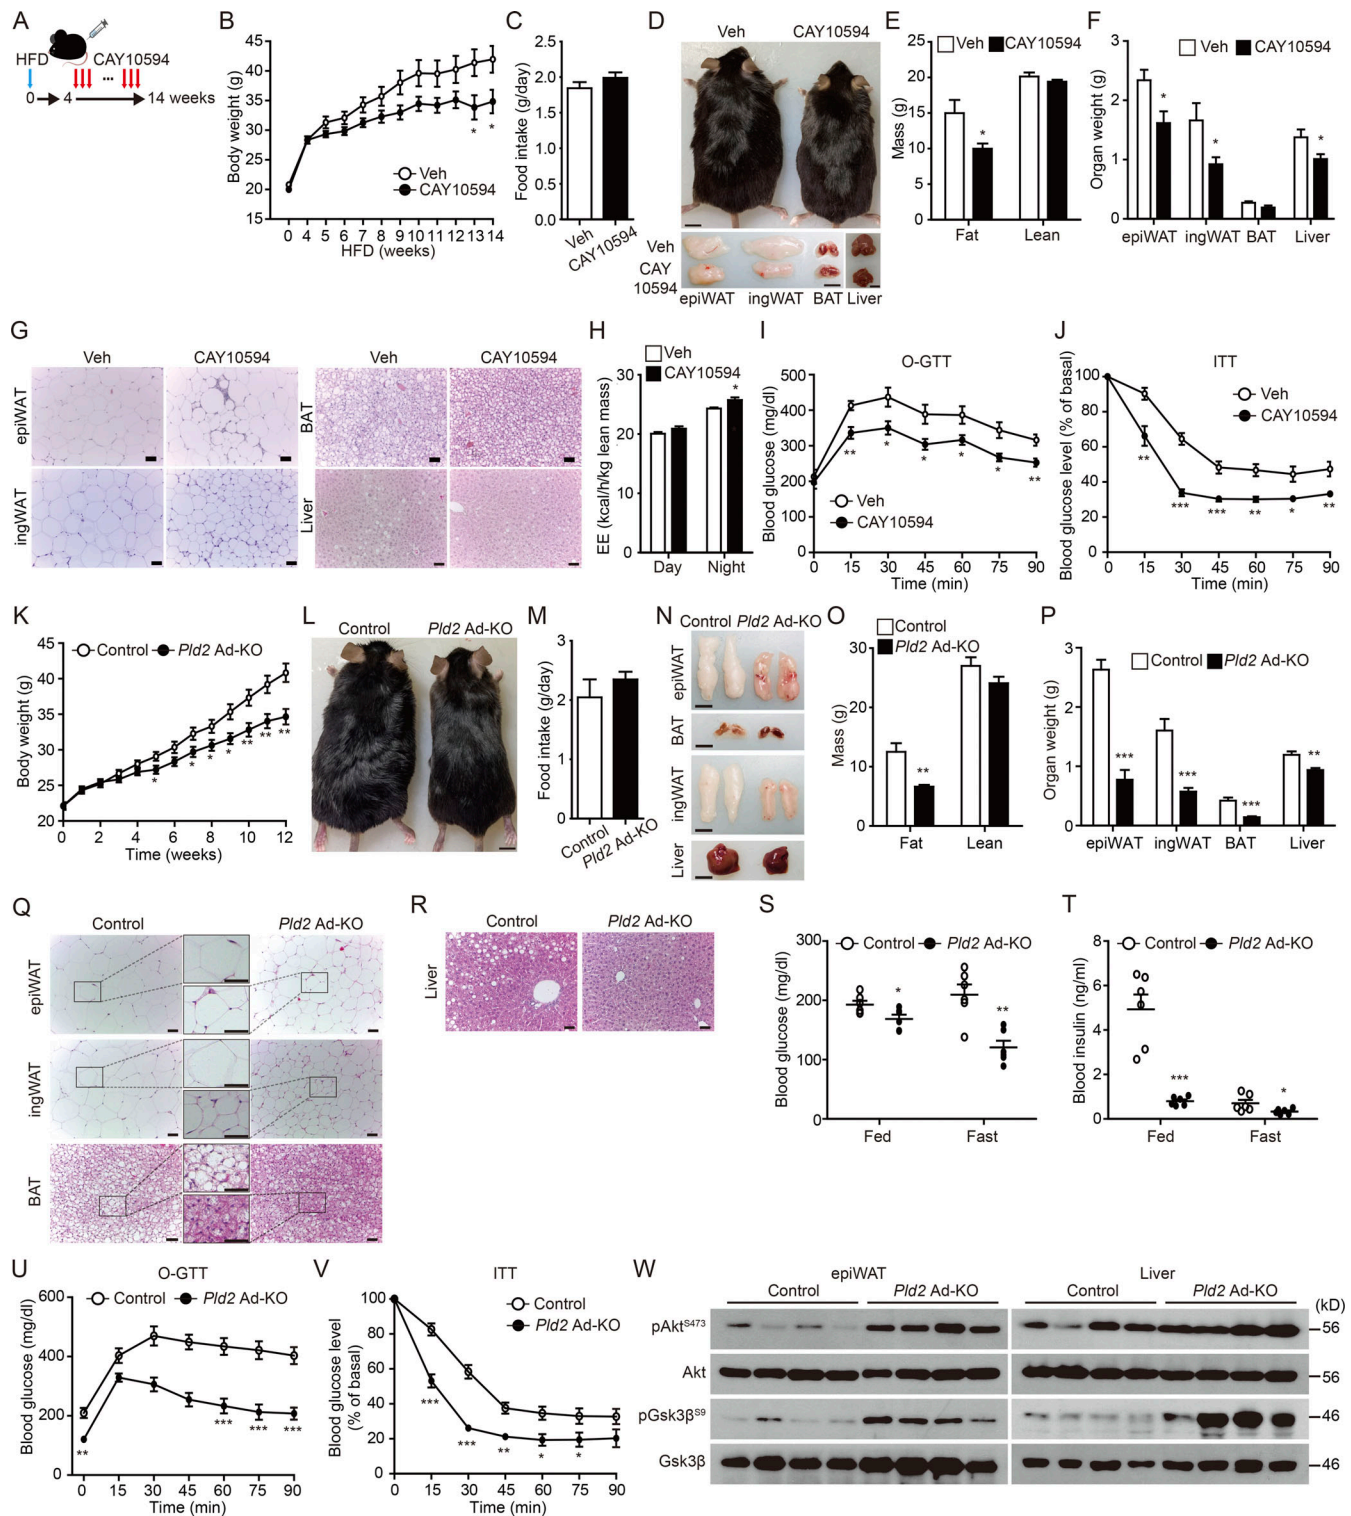 A
HFD
CAY10594
...
0
4
14 weeks
B
Body weight (g)
45
40
35
30
25
20
15
Veh
CAY10594
0 4 5 6 7 8 9 10 11 12 13 14
HFD (weeks)
* *
C
Food intake (g/day)
2.5
2.0
1.5
1.0
0.5
0.0
Veh
CAY10594
D
Veh CAY10594
Veh
CAY
10594
epiWAT ingWAT BAT Liver
E
Veh CAY10594
Mass (g)
25
20
15
10
5
0
*
Fat Lean
F
Veh
CAY10594
Organ weight (g)
3
2
1
0
* * *
epiWAT ingWAT BAT Liver
G
Veh CAY10594 Veh CAY10594
epiWAT
BAT
ingWAT
Liver
H
Veh
CAY10594
EE (kcal/h/kg lean mass)
30
20
10
0
*
Day Night
I
O-GTT
Blood glucose (mg/dl)
500
400
300
200
100
0
** * * * * **
Veh
CAY10594
0 15 30 45 60 75 90
Time (min)
J
ITT
Blood glucose level (% of basal)
100
80
60
40
20
0
Veh
CAY10594
** *** *** ** * **
0 15 30 45 60 75 90
Time (min)
K
Control Pld2 Ad-KO
Body weight (g)
45
40
35
30
25
20
* * * * ** ** **
0 2 4 6 8 10 12
Time (weeks)
L
Control Pld2 Ad-KO
M
Food intake (g/day)
3
2
1
0
Control
Pld2 Ad-KO
N
Control Pld2 Ad-KO
epiWAT
BAT
ingWAT
Liver
O
Control
Pld2 Ad-KO
Mass (g)
30
20
10
0
**
Fat Lean
P
Control Pld2 Ad-KO
Organ weight (g)
3
2
1
0
*** *** *** **
epiWAT ingWAT BAT Liver
Q
Control Pld2 Ad-KO
epiWAT
ingWAT
BAT
R
Control Pld2 Ad-KO
Liver
S
Control Pld2 Ad-KO
Blood glucose (mg/dl)
300
200
100
0
* **
Fed Fast
T
Control Pld2 Ad-KO
Blood insulin (ng/ml)
8
6
4
2
0
*** *
Fed Fast
U
O-GTT
Control Pld2 Ad-KO
Blood glucose (mg/dl)
600
400
200
0
** *** *** ***
0 15 30 45 60 75 90
Time (min)
V
ITT
Control
Pld2 Ad-KO
Blood glucose level
(% of basal)
100
80
60
40
20
0
*** *** ** * *
0 15 30 45 60 75 90
Time (min)
W
epiWAT Liver
Control Pld2 Ad-KO Control Pld2 Ad-KO
(kD)
pAktS473 56
Akt 56
pGsk3βS9 46
Gsk3β 46